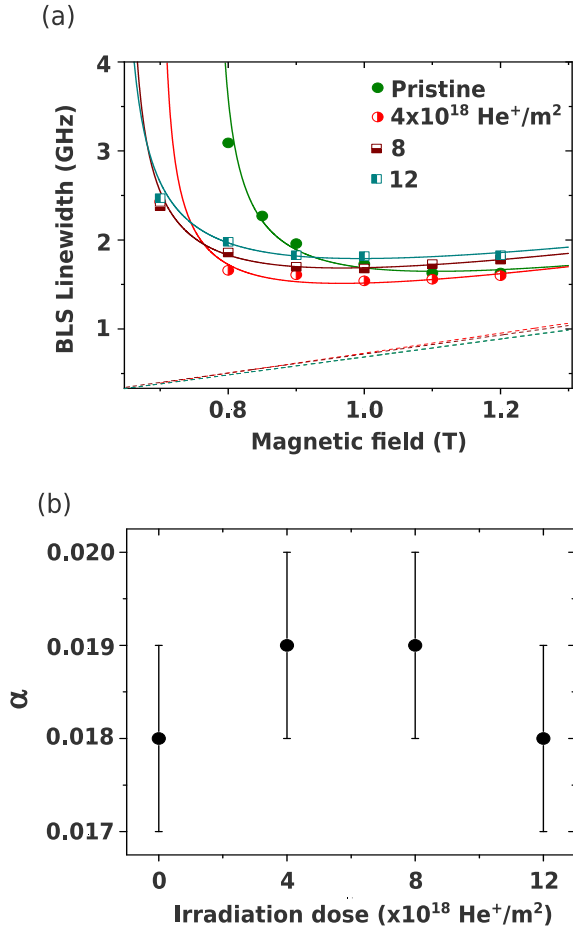 (a)
4
3
2
1
BLS Linewidth (GHz)
Pristine
4x10¹⁸ He⁺/m²
8
12
0.8 1.0 1.2
Magnetic field (T)
(b)
0.020
0.019
0.018
0.017
α
0 4 8 12
Irradiation dose (x10¹⁸ He⁺/m²)